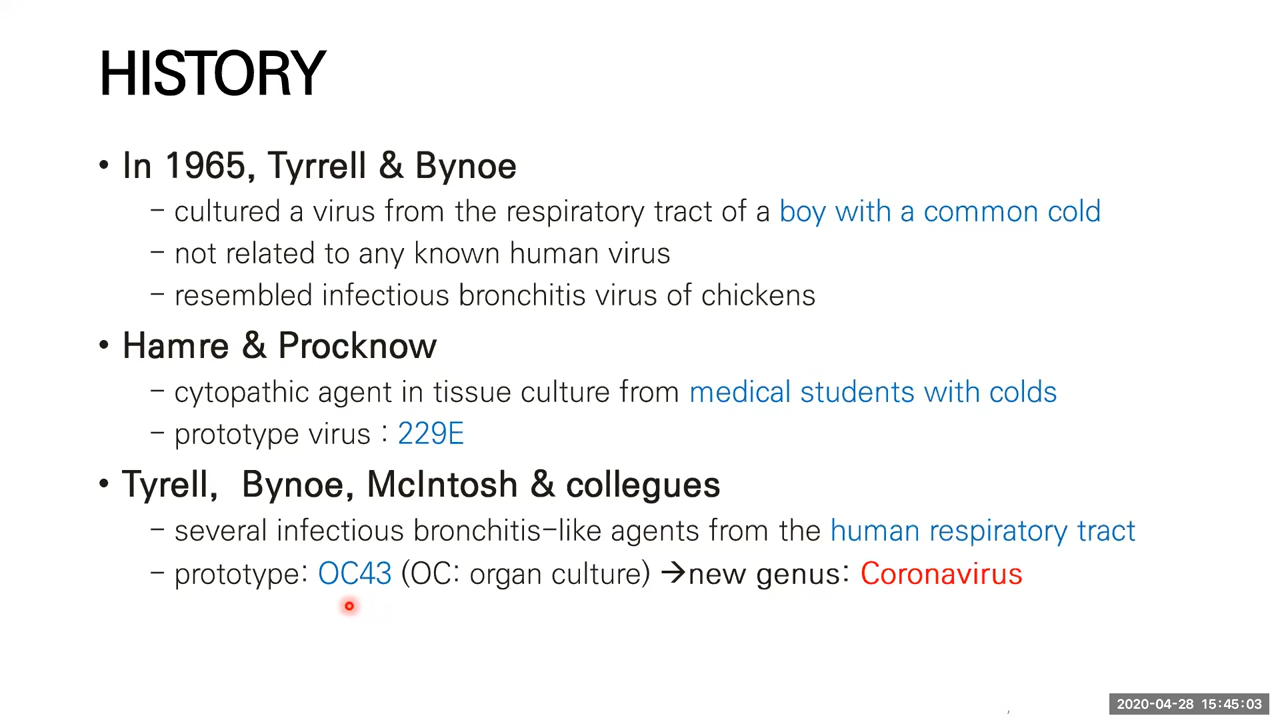 HISTORY
• In 1965, Tyrrell & Bynoe
– cultured a virus from the respiratory tract of a boy with a common cold
– not related to any known human virus
– resembled infectious bronchitis virus of chickens
• Hamre & Procknow
– cytopathic agent in tissue culture from medical students with colds
– prototype virus : 229E
• Tyrell,  Bynoe, McIntosh & collegues
– several infectious bronchitis-like agents from the human respiratory tract
– prototype: OC43 (OC: organ culture) →new genus: Coronavirus
2020-04-28 15:45:03